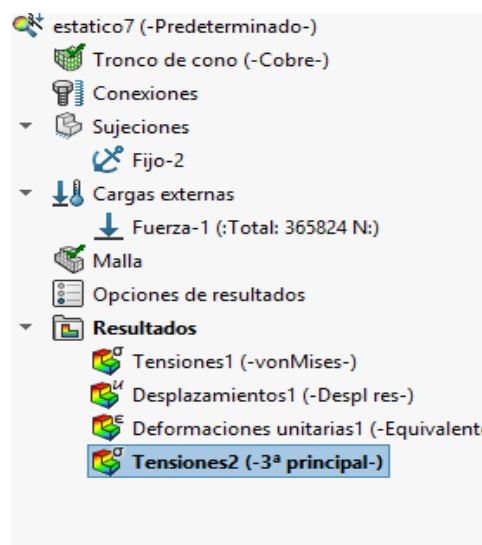 estatico7 (-Predeterminado-)
Tronco de cono (-Cobre-)
Conexiones
Sujeciones
Fijo-2
Cargas externas
Fuerza-1 (:Total: 365824 N:)
Malla
Opciones de resultados
Resultados
Tensiones1 (-vonMises-)
Desplazamientos1 (-Despl res-)
Deformaciones unitarias1 (-Equivalent
Tensiones2 (-3ª principal-)